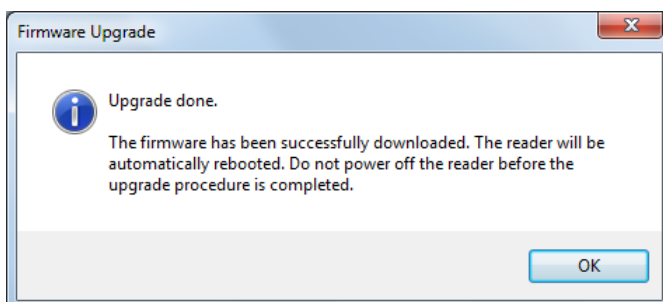 Firmware Upgrade
Upgrade done.
The firmware has been successfully downloaded. The reader will be
automatically rebooted. Do not power off the reader before the
upgrade procedure is completed.
OK